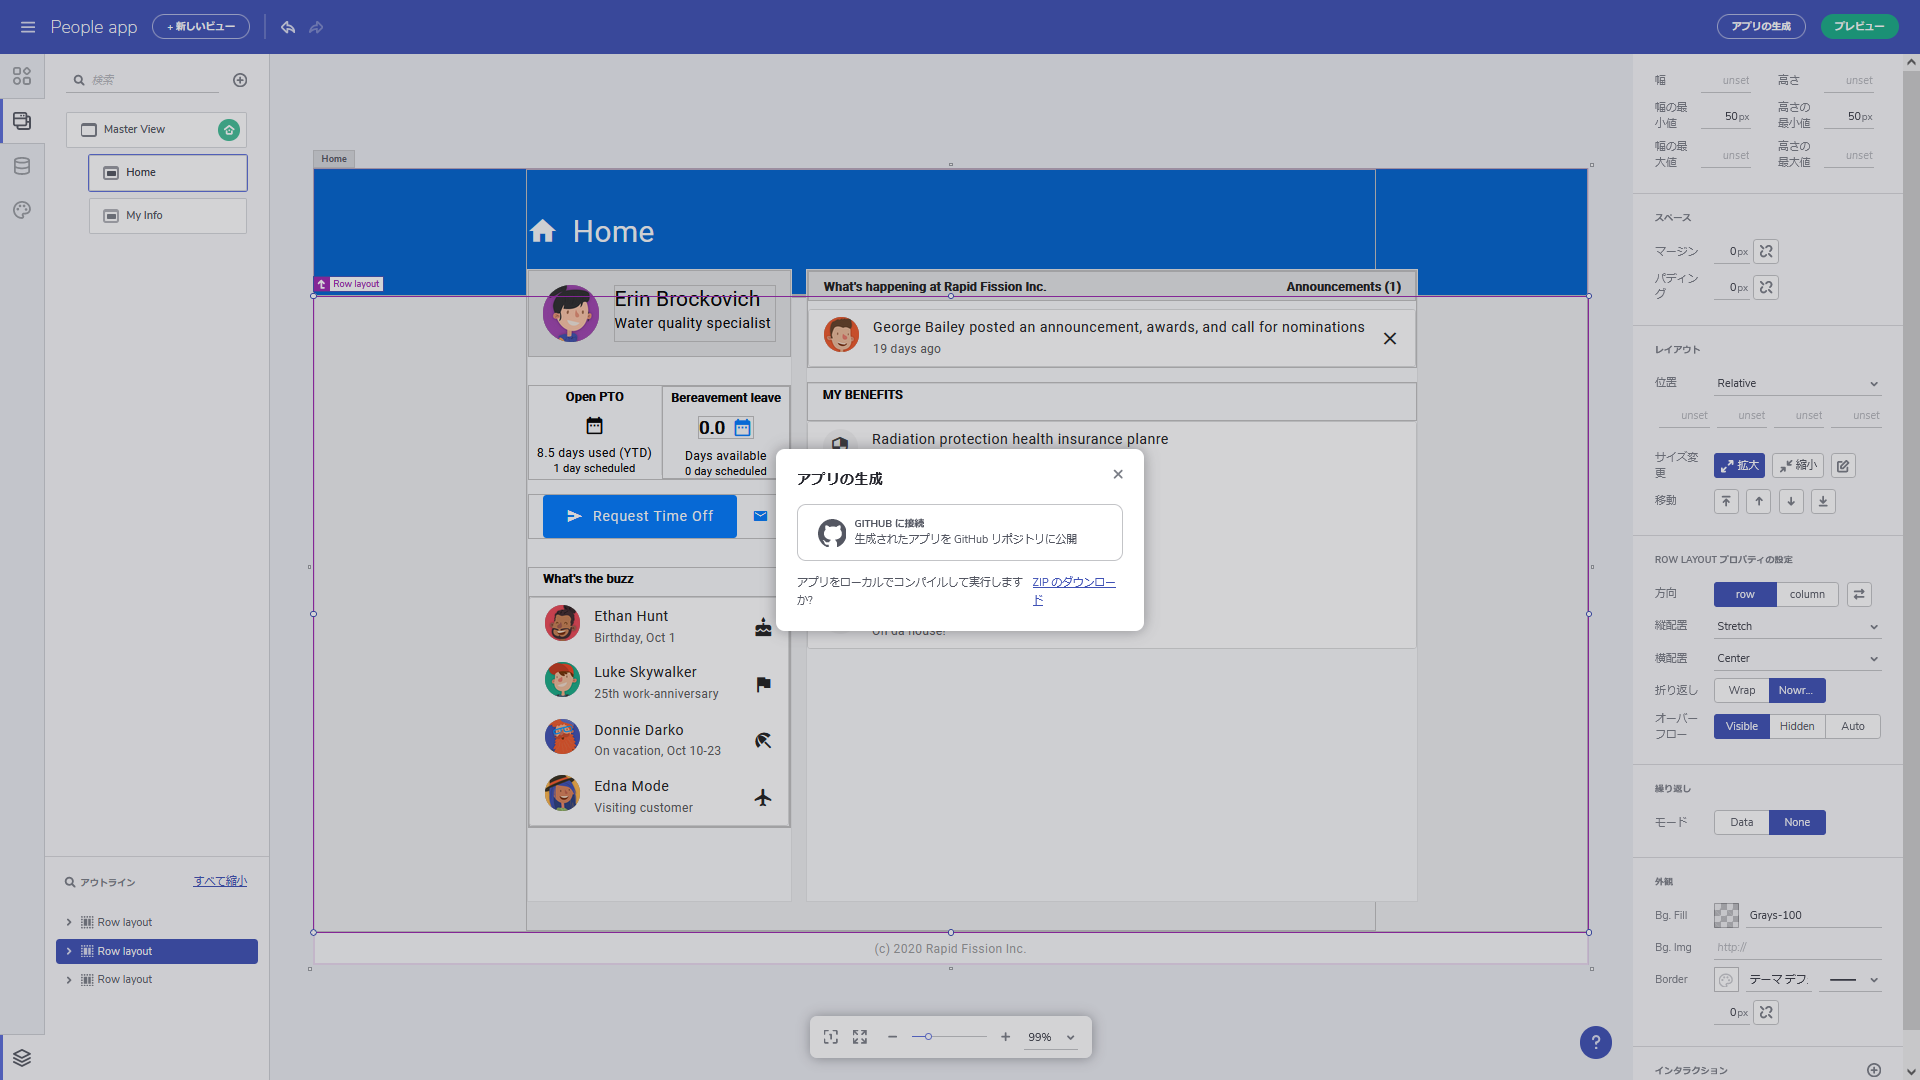 People app
+ 新しいビュー
アプリの生成
プレビュー
検索
Master View
Home
My Info
アウトライン
すべて縮小
Row layout
Row layout
Row layout
Home
Home
Row layout
Erin Brockovich
Water quality specialist
Open PTO
8.5 days used (YTD)
1 day scheduled
Bereavement leave
0.0
Days available
0 day scheduled
Request Time Off
What's the buzz
Ethan Hunt
Birthday, Oct 1
Luke Skywalker
25th work-anniversary
Donnie Darko
On vacation, Oct 10-23
Edna Mode
Visiting customer
What's happening at Rapid Fission Inc.
Announcements (1)
George Bailey posted an announcement, awards, and call for nominations
19 days ago
MY BENEFITS
Radiation protection health insurance planre
アプリの生成
GITHUB に接続
生成されたアプリを GitHub リポジトリに公開
アプリをローカルでコンパイルして実行します
か?
ZIP のダウンロー
ド
On da house!
(c) 2020 Rapid Fission Inc.
99%
?
幅
unset
高さ
unset
幅の最
小値
50px
高さの
最小値
50px
幅の最
大値
unset
高さの
最大値
unset
スペース
マージン
0px
パディン
グ
0px
レイアウト
位置
Relative
unset
unset
unset
unset
サイズ変
更
拡大
縮小
移動
ROW LAYOUT プロパティの設定
方向
row
column
縦配置
Stretch
横配置
Center
折り返し
Wrap
Nowr...
オーバー
フロー
Visible
Hidden
Auto
繰り返し
モード
Data
None
外観
Bg. Fill
Grays-100
Bg. Img
http://
Border
テーマ デフ.
0px
インタラクション